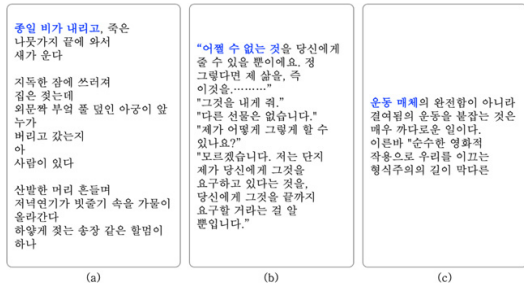 종일 비가 내리고, 죽은
나뭇가지 끝에 와서
새가 운다
지독한 잠에 쓰러져
집은 젖는데
외문짝 부엌 풀 덮인 아궁이 앞
누가
버리고 갔는지
아
사람이 있다
산발한 머리 흔들며
저녁연기가 빗줄기 속을 가물이
올라간다
하얗게 젖는 송장 같은 할멈이
하나
(a)
“어쩔 수 없는 것을 당신에게
줄 수 있을 뿐이에요. 정
그렇다면 제 삶을, 즉
이것을.………”
"그것을 내게 줘.”
"다른 선물은 없습니다."
"제가 어떻게 그렇게 할 수
있나요?”
"모르겠습니다. 저는 단지
제가 당신에게 그것을
요구하고 있다는 것을,
당신에게 그것을 끝까지
요구할 거라는 걸 알
뿐입니다.”
(b)
운동 매체의 완전함이 아니라
결여됨의 운동을 붙잡는 것은
매우 까다로운 일이다.
이른바 "순수한 영화적
작용으로 우리를 이끄는
형식주의의 길이 막다른
(c)